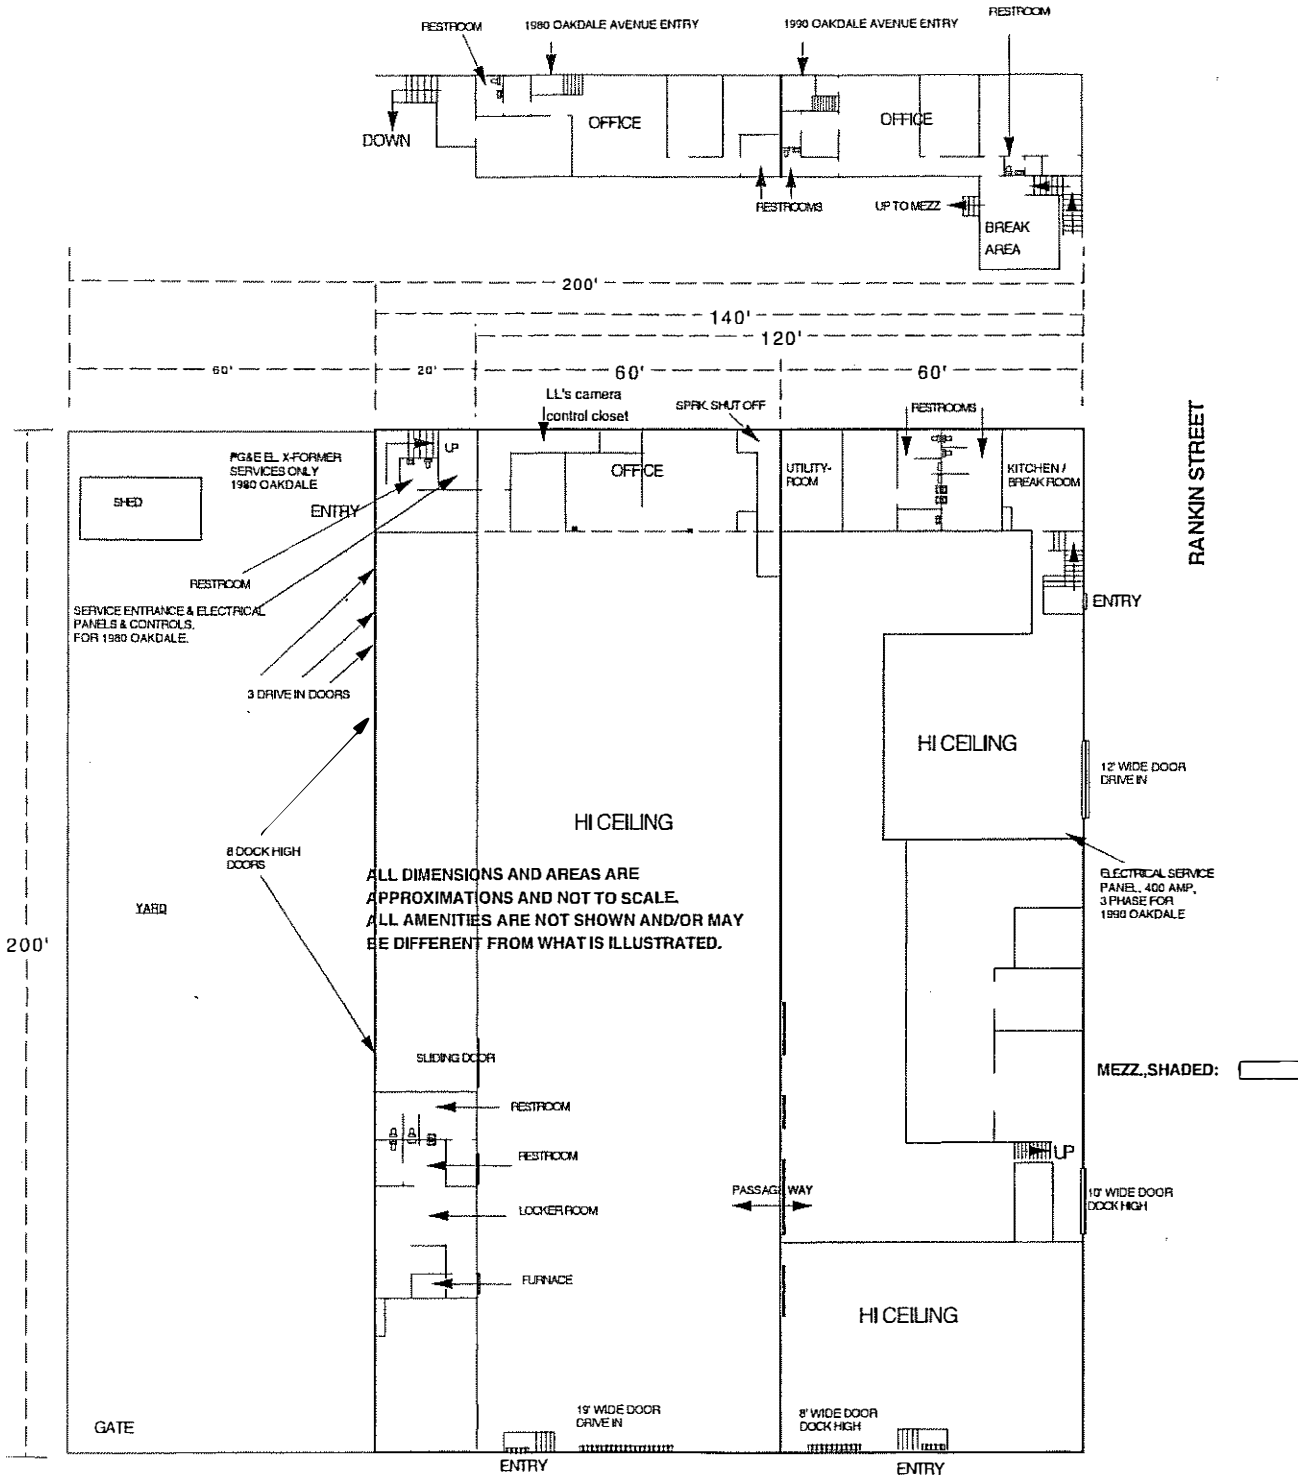 RESTROOM
1980 OAKDALE AVENUE ENTRY
1990 OAKDALE AVENUE ENTRY
RESTROOM
DOWN
OFFICE
OFFICE
RESTROOMS
UP TO MEZZ
BREAK
AREA
200'
140'
120'
60'
20'
60'
60'
LL's camera
control closet
SPRK. SHUT OFF
RESTROOMS
RANKIN STREET
PG&E EL. X-FORMER
SERVICES ONLY
1980 OAKDALE
UP
OFFICE
UTILITY-
ROOM
KITCHEN /
BREAK ROOM
SHED
ENTRY
RESTROOM
SERVICE ENTRANCE & ELECTRICAL
PANELS & CONTROLS.
FOR 1980 OAKDALE.
ENTRY
3 DRIVE IN DOORS
HI CEILING
12' WIDE DOOR
DRIVE IN
HI CEILING
8 DOCK HIGH
DOORS
ALL DIMENSIONS AND AREAS ARE
APPROXIMATIONS AND NOT TO SCALE.
ALL AMENITIES ARE NOT SHOWN AND/OR MAY
BE DIFFERENT FROM WHAT IS ILLUSTRATED.
ELECTRICAL SERVICE
PANEL, 400 AMP,
3 PHASE FOR
1990 OAKDALE
YARD
200'
SLIDING DOOR
MEZZ.,SHADED:
RESTROOM
RESTROOM
UP
PASSAGE WAY
10' WIDE DOOR
DOCK HIGH
LOCKER ROOM
FURNACE
HI CEILING
GATE
19' WIDE DOOR
DRIVE IN
8' WIDE DOOR
DOCK HIGH
ENTRY
ENTRY